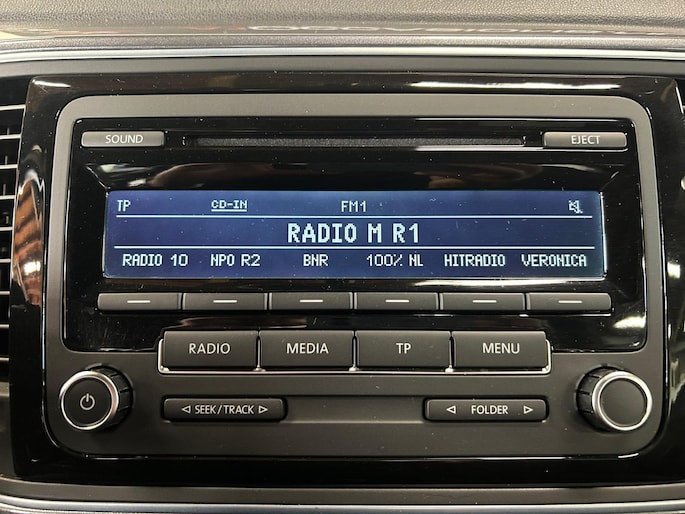 SOUND EJECT
TP CD-IN FM1
RADIO M R1
RADIO 10 NPO R2 BNR 100% NL HITRADIO VERONICA
RADIO MEDIA TP MENU
◁ SEEK/TRACK ▷ ◁ FOLDER ▷